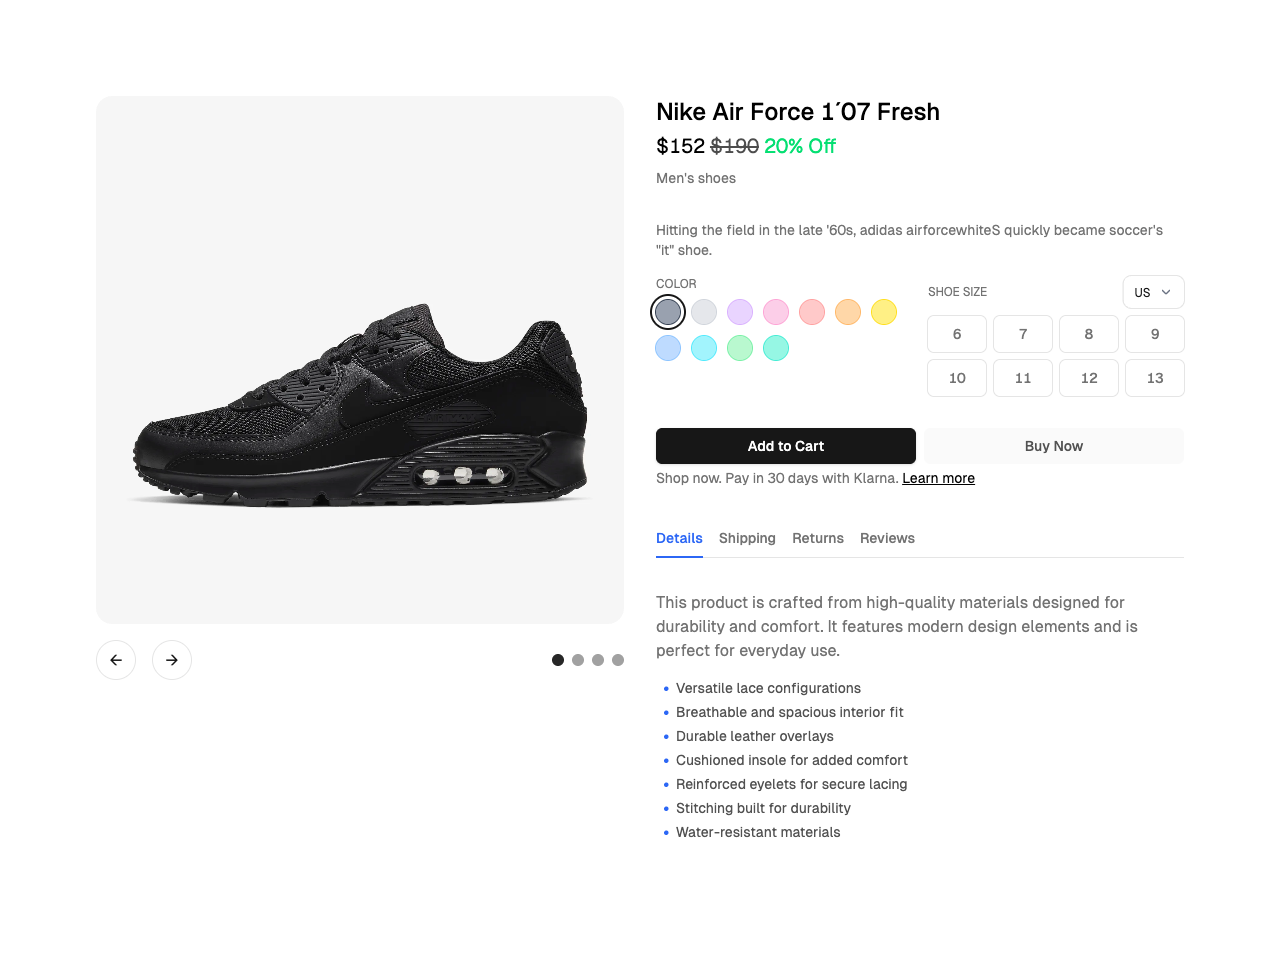 Nike Air Force 1´07 Fresh
$152 $190 20% Off
Men's shoes
Hitting the field in the late '60s, adidas airforcewhiteS quickly became soccer's
"it" shoe.
COLOR
SHOE SIZE
US
6 7 8 9
10 11 12 13
Add to Cart
Buy Now
Shop now. Pay in 30 days with Klarna. Learn more
Details Shipping Returns Reviews
This product is crafted from high-quality materials designed for
durability and comfort. It features modern design elements and is
perfect for everyday use.
• Versatile lace configurations
• Breathable and spacious interior fit
• Durable leather overlays
• Cushioned insole for added comfort
• Reinforced eyelets for secure lacing
• Stitching built for durability
• Water-resistant materials